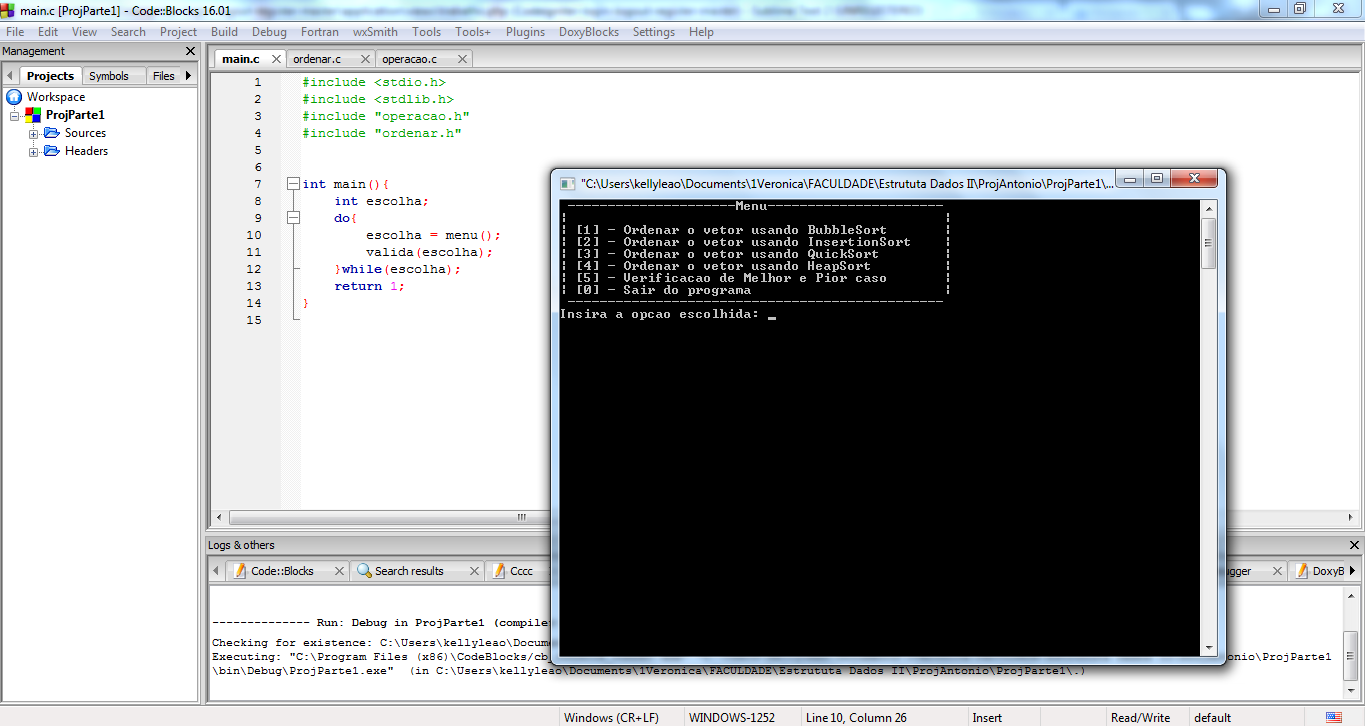 main.c [ProjParte1] - Code::Blocks 16.01
File Edit View Search Project Build Debug Fortran wxSmith Tools Tools+ Plugins DoxyBlocks Settings Help
Management
Projects Symbols Files
Workspace
ProjParte1
Sources
Headers
main.c ordenar.c operacao.c
1 #include <stdio.h>
2 #include <stdlib.h>
3 #include "operacao.h"
4 #include "ordenar.h"
5
6
7 int main(){
8 int escolha;
9 do{
10 escolha = menu();
11 valida(escolha);
12 }while(escolha);
13 return 1;
14 }
15
"C:\Users\kellyleao\Documents\1Veronica\FACULDADE\Estrututa Dados II\ProjAntonio\ProjParte1\...
-----------------------Menu-----------------------
[1] - Ordenar o vetor usando BubbleSort
[2] - Ordenar o vetor usando InsertionSort
[3] - Ordenar o vetor usando QuickSort
[4] - Ordenar o vetor usando HeapSort
[5] - Verificacao de Melhor e Pior caso
[0] - Sair do programa
Insira a opcao escolhida: _
Logs & others
Code::Blocks Search results Cccc gger DoxyB
-------------- Run: Debug in ProjParte1 (compile
Checking for existence: C:\Users\kellyleao\Docum
Executing: "C:\Program Files (x86)\CodeBlocks/cb_ onio\ProjParte1
\bin\Debug\ProjParte1.exe" (in C:\Users\kellyleao\Documents\1Veronica\FACULDADE\Estrututa Dados II\ProjAntonio\ProjParte1\.)
Windows (CR+LF) WINDOWS-1252 Line 10, Column 26 Insert Read/Write default